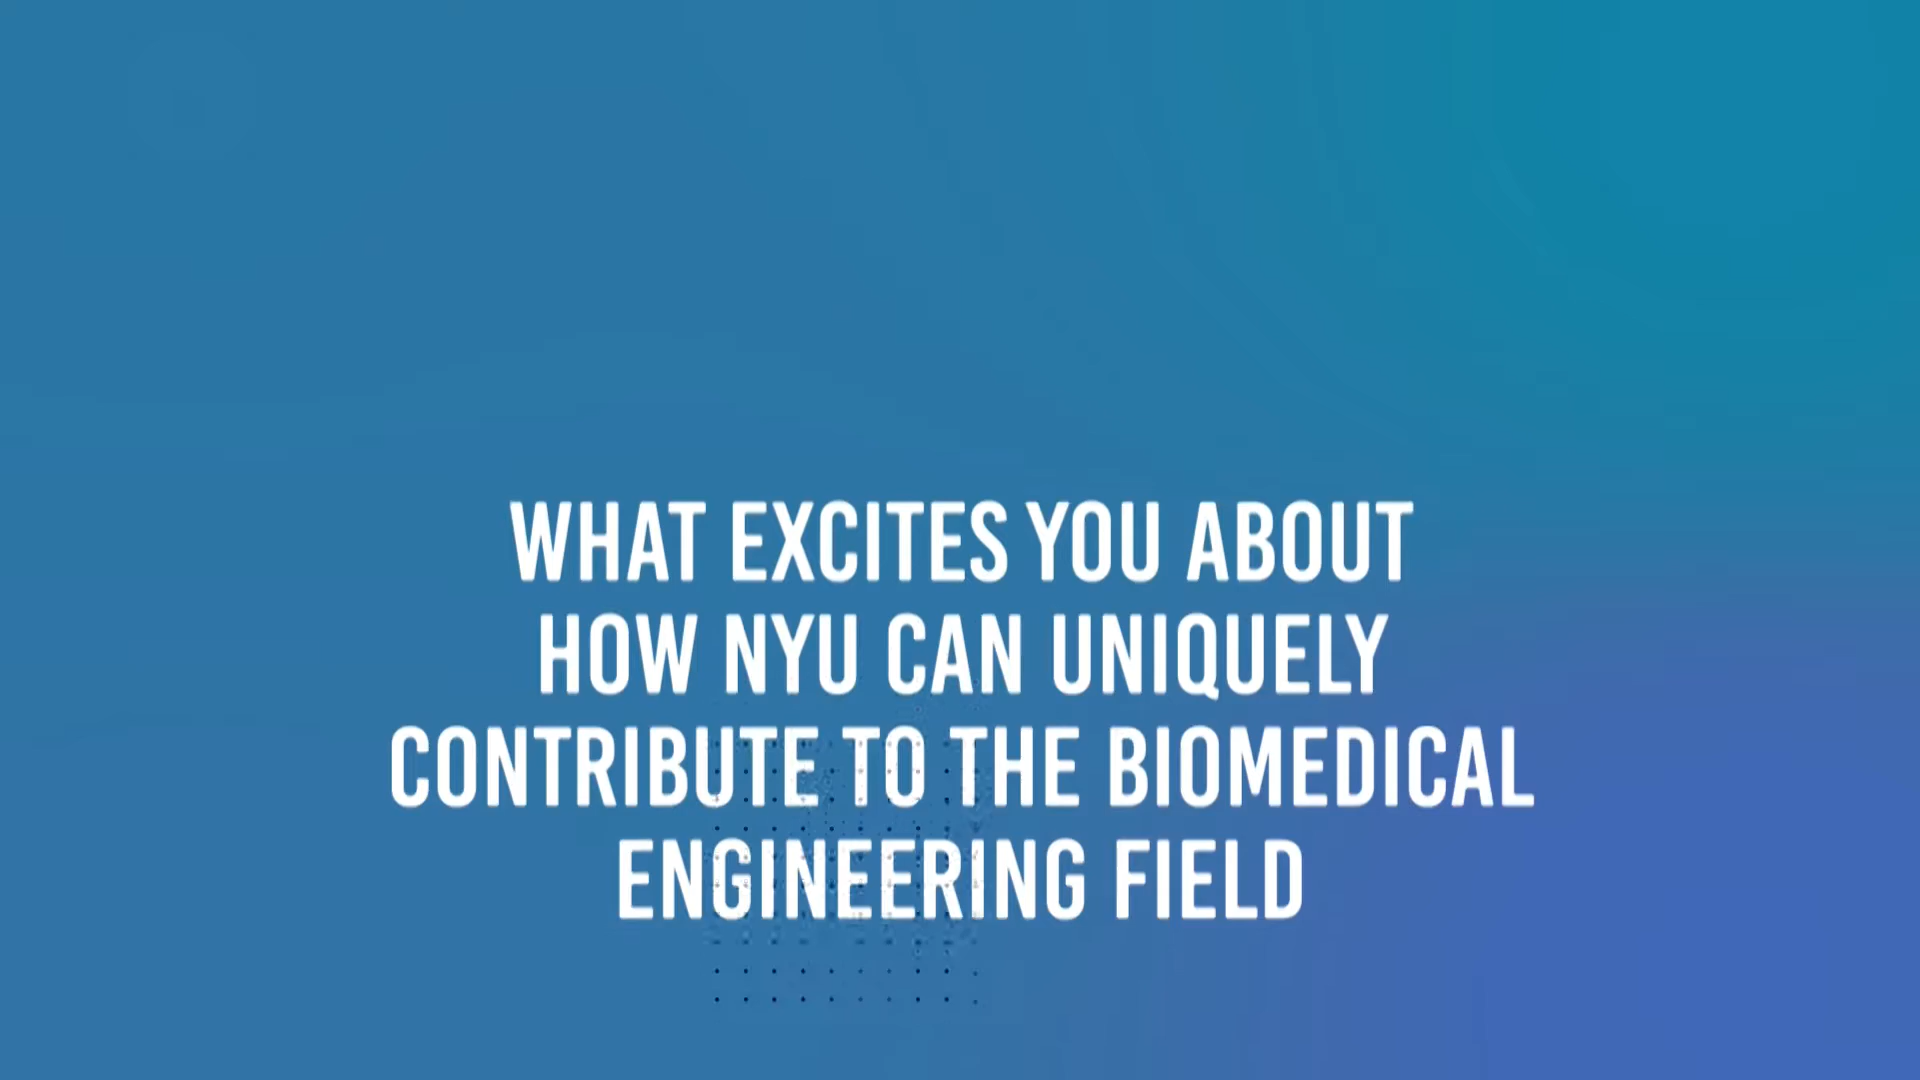 WHAT EXCITES YOU ABOUT
HOW NYU CAN UNIQUELY
CONTRIBUTE TO THE BIOMEDICAL
ENGINEERING FIELD